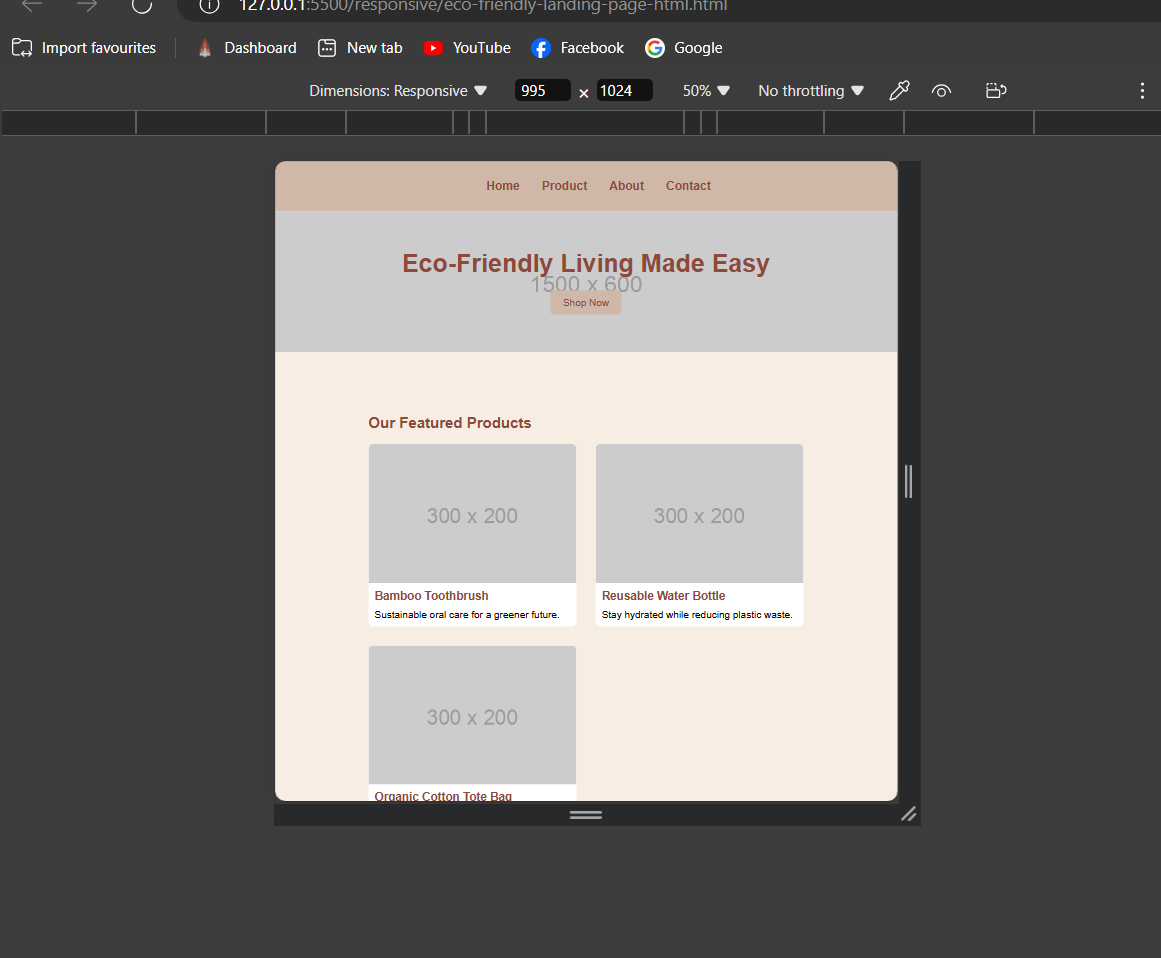 127.0.0.1:5500/responsive/eco-friendly-landing-page-html.html
Import favourites Dashboard New tab YouTube Facebook Google
Dimensions: Responsive 995 × 1024 50% No throttling
Home Product About Contact
Eco-Friendly Living Made Easy
1500 x 600
Shop Now
Our Featured Products
300 x 200 300 x 200
Bamboo Toothbrush Reusable Water Bottle
Sustainable oral care for a greener future. Stay hydrated while reducing plastic waste.
300 x 200
Organic Cotton Tote Bag